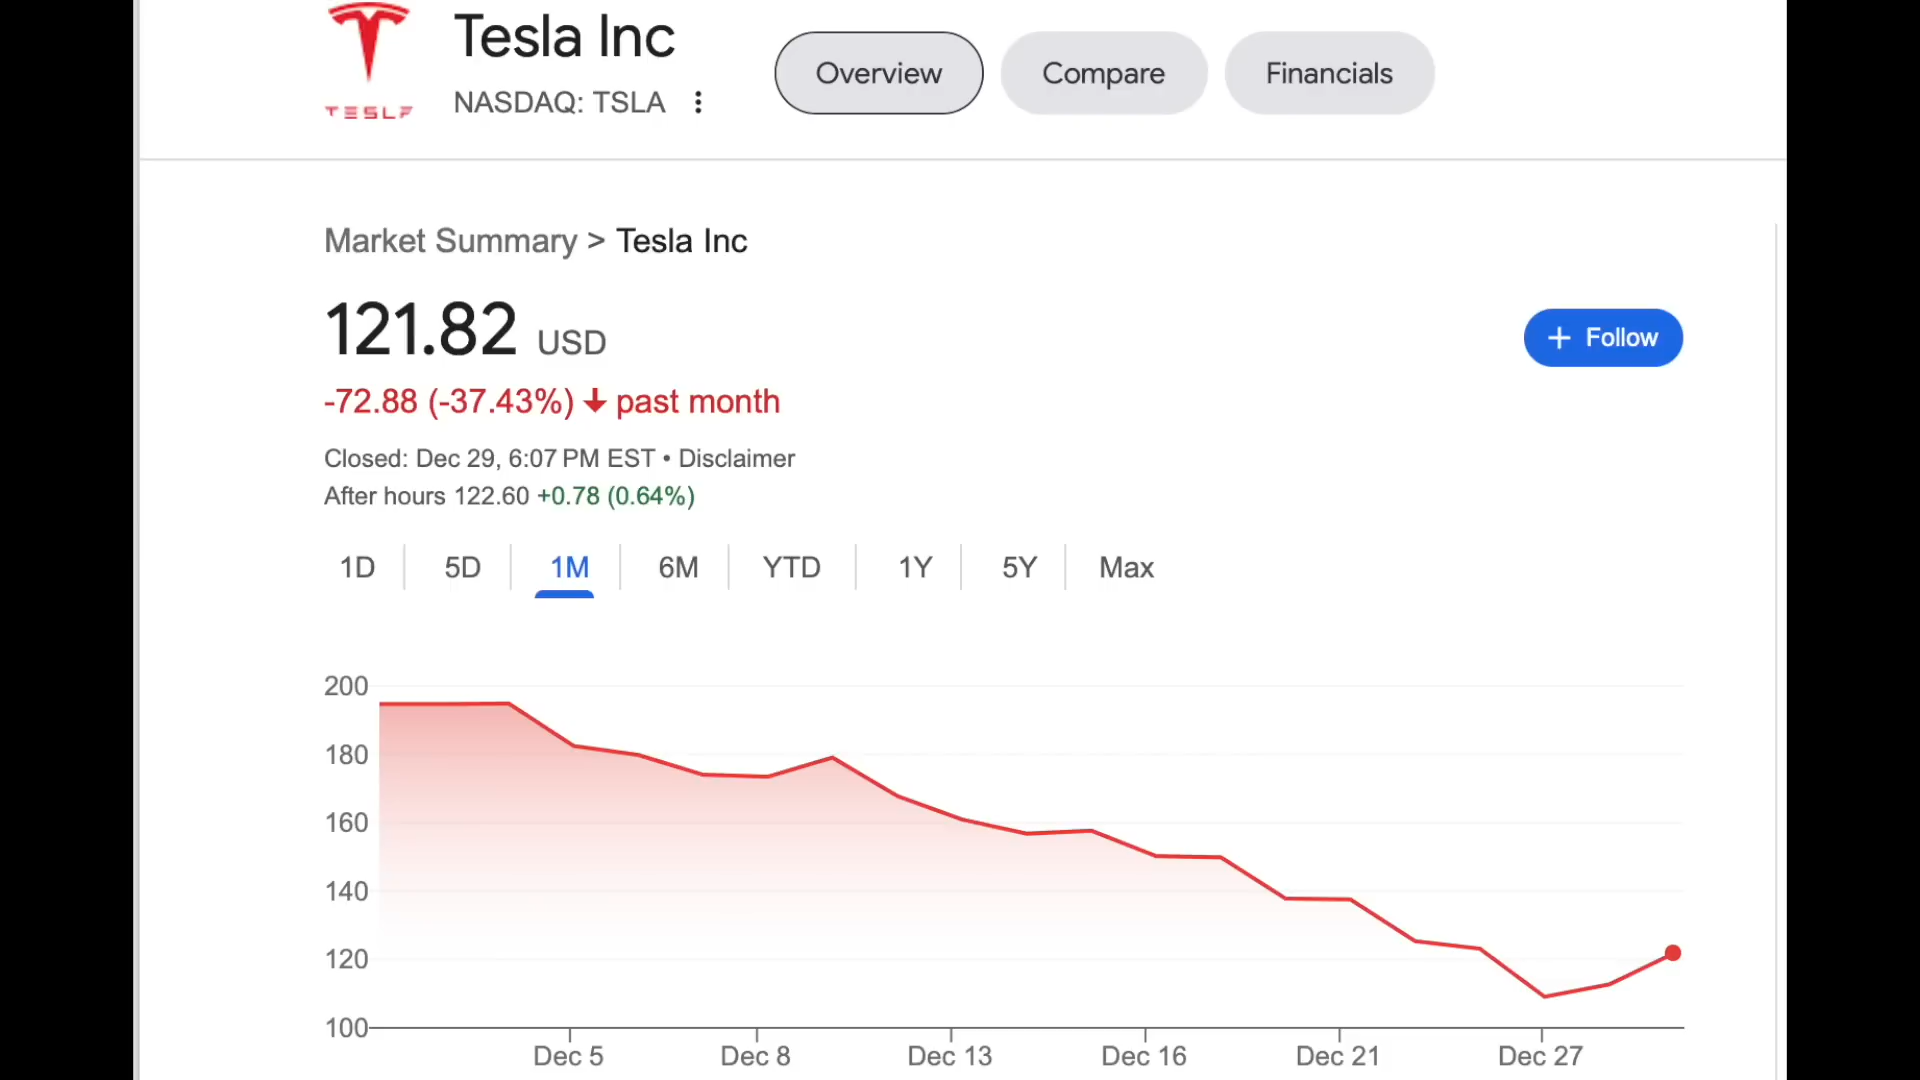 Tesla Inc
NASDAQ: TSLA
TESLA
Overview
Compare
Financials
Market Summary > Tesla Inc
121.82 USD
+ Follow
-72.88 (-37.43%) ↓ past month
Closed: Dec 29, 6:07 PM EST • Disclaimer
After hours 122.60 +0.78 (0.64%)
1D 5D 1M 6M YTD 1Y 5Y Max
200
180
160
140
120
100
Dec 5 Dec 8 Dec 13 Dec 16 Dec 21 Dec 27